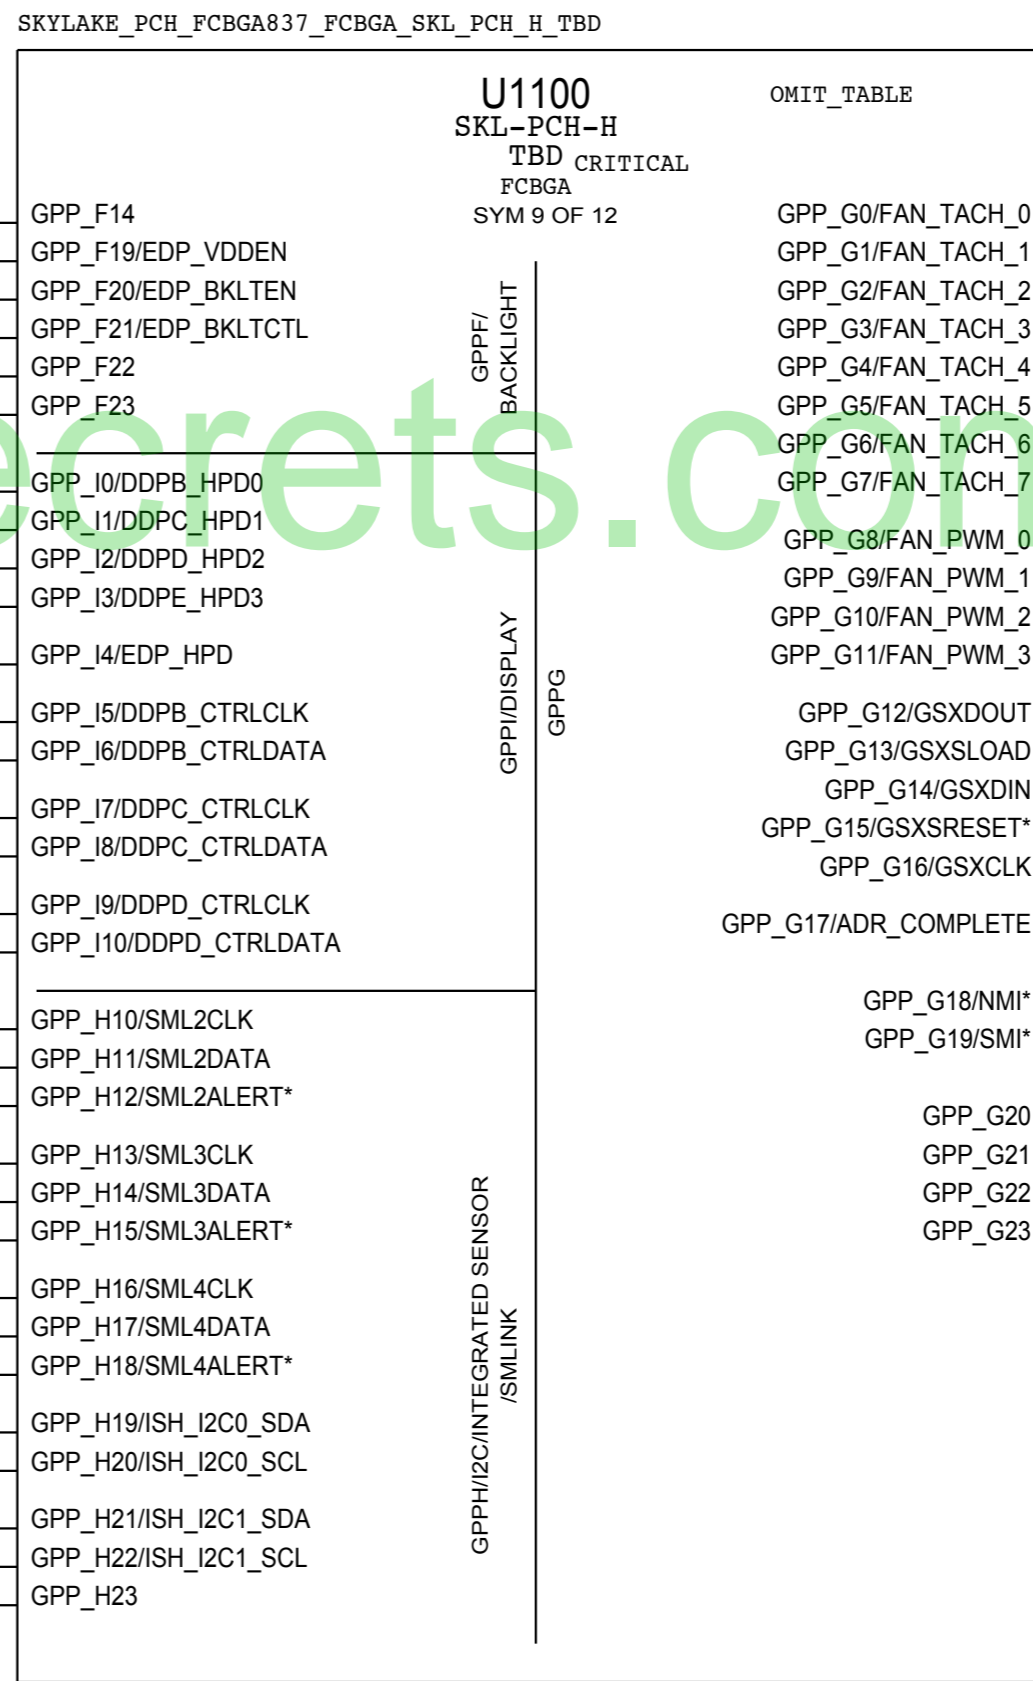 SKYLAKE_PCH_FCBGA837_FCBGA_SKL_PCH_H_TBD
U1100
OMIT_TABLE
SKL-PCH-H
TBD CRITICAL
FCBGA
SYM 9 OF 12
GPP_F14
GPP_F19/EDP_VDDEN
GPP_F20/EDP_BKLTEN
GPP_F21/EDP_BKLTCTL
GPP_F22
GPP_F23
GPPF/
BACKLIGHT
GPP_I0/DDPB_HPD0
GPP_I1/DDPC_HPD1
GPP_I2/DDPD_HPD2
GPP_I3/DDPE_HPD3
GPP_I4/EDP_HPD
GPP_I5/DDPB_CTRLCLK
GPP_I6/DDPB_CTRLDATA
GPP_I7/DDPC_CTRLCLK
GPP_I8/DDPC_CTRLDATA
GPP_I9/DDPD_CTRLCLK
GPP_I10/DDPD_CTRLDATA
GPPI/DISPLAY
GPP_H10/SML2CLK
GPP_H11/SML2DATA
GPP_H12/SML2ALERT*
GPP_H13/SML3CLK
GPP_H14/SML3DATA
GPP_H15/SML3ALERT*
GPP_H16/SML4CLK
GPP_H17/SML4DATA
GPP_H18/SML4ALERT*
GPP_H19/ISH_I2C0_SDA
GPP_H20/ISH_I2C0_SCL
GPP_H21/ISH_I2C1_SDA
GPP_H22/ISH_I2C1_SCL
GPP_H23
GPPH/I2C/INTEGRATED SENSOR
/SMLINK
GPPG
GPP_G0/FAN_TACH_0
GPP_G1/FAN_TACH_1
GPP_G2/FAN_TACH_2
GPP_G3/FAN_TACH_3
GPP_G4/FAN_TACH_4
GPP_G5/FAN_TACH_5
GPP_G6/FAN_TACH_6
GPP_G7/FAN_TACH_7
GPP_G8/FAN_PWM_0
GPP_G9/FAN_PWM_1
GPP_G10/FAN_PWM_2
GPP_G11/FAN_PWM_3
GPP_G12/GSXDOUT
GPP_G13/GSXSLOAD
GPP_G14/GSXDIN
GPP_G15/GSXSRESET*
GPP_G16/GSXCLK
GPP_G17/ADR_COMPLETE
GPP_G18/NMI*
GPP_G19/SMI*
GPP_G20
GPP_G21
GPP_G22
GPP_G23
ecrets.com